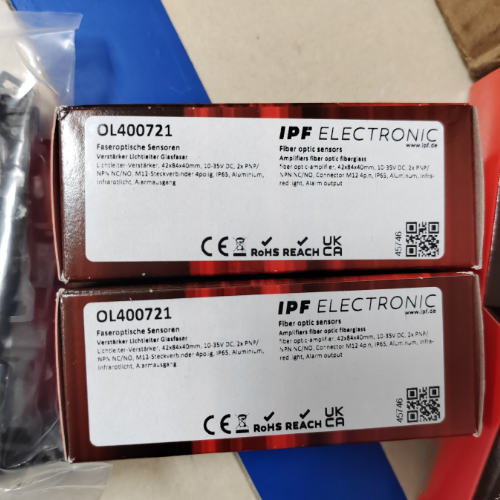 OL400721
Faseroptische Sensoren
Verstärker Lichtleiter Glasfaser
Lichtleiter-Verstärker, 42x84x40mm, 10-35V DC, 2x PNP/
NPN NC/NO, M12-Steckverbinder 4polig, IP65, Aluminium,
Infrarotlicht, Alarmausgang
IPF ELECTRONIC
www.ipf.de
Fiber optic sensors
Amplifiers fiber optic fiberglass
fiber optic-amplifier, 42x84x40mm, 10-35V DC, 2x PNP/
NPN NC/NO, Connector M12 4pin, IP65, Aluminium, Infra-
red light, Alarm output
CE RoHS REACH UK
CA
45746
OL400721
Faseroptische Sensoren
Verstärker Lichtleiter Glasfaser
Lichtleiter-Verstärker, 42x84x40mm, 10-35V DC, 2x PNP/
NPN NC/NO, M12-Steckverbinder 4polig, IP65, Aluminium,
Infrarotlicht, Alarmausgang
IPF ELECTRONIC
www.ipf.de
Fiber optic sensors
Amplifiers fiber optic fiberglass
fiber optic-amplifier, 42x84x40mm, 10-35V DC, 2x PNP/
NPN NC/NO, Connector M12 4pin, IP65, Aluminium, Infra-
red light, Alarm output
CE RoHS REACH UK
CA
45746